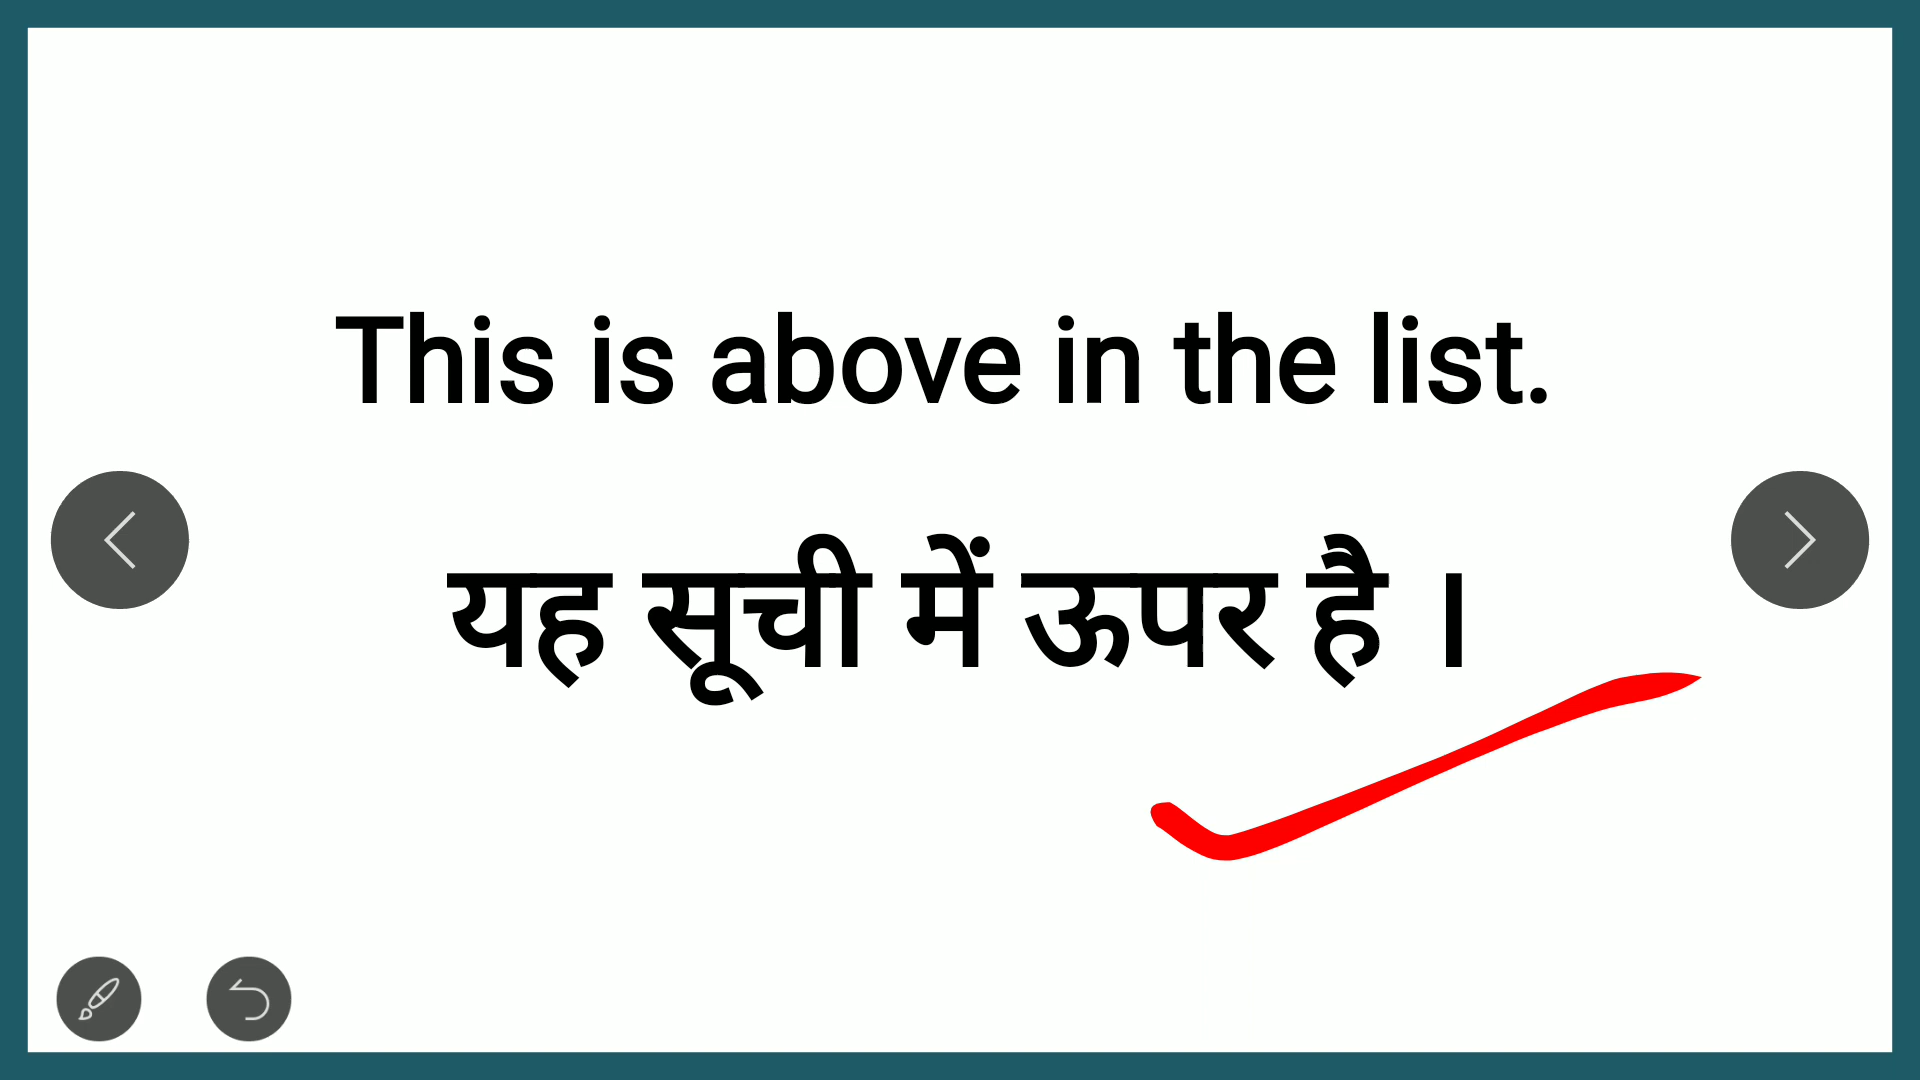 This is above in the list.
यह सूची में ऊपर है ।